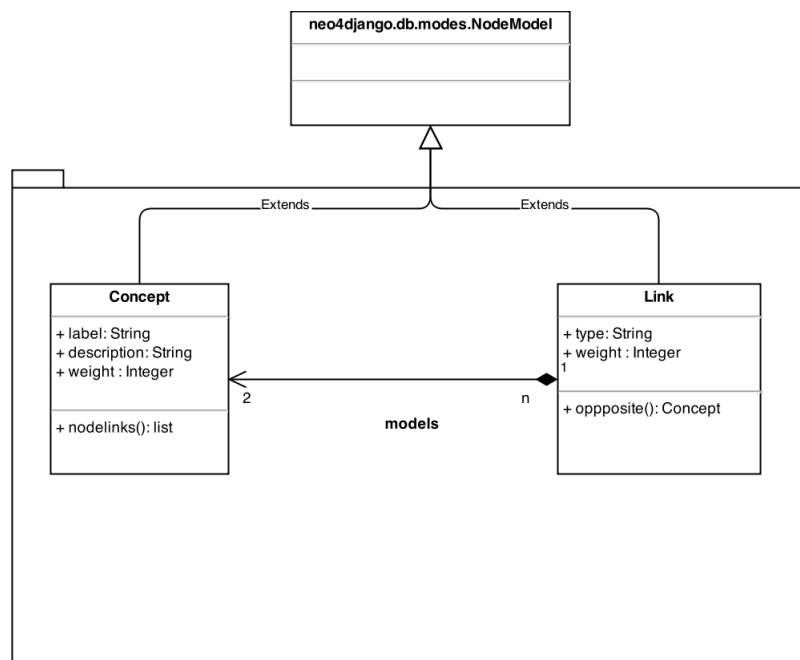 neo4django.db.modes.NodeModel
Extends
Extends
Concept
+ label: String
+ description: String
+ weight : Integer
+ nodelinks(): list
Link
+ type: String
+ weight : Integer
1
+ oppposite(): Concept
2
n
models